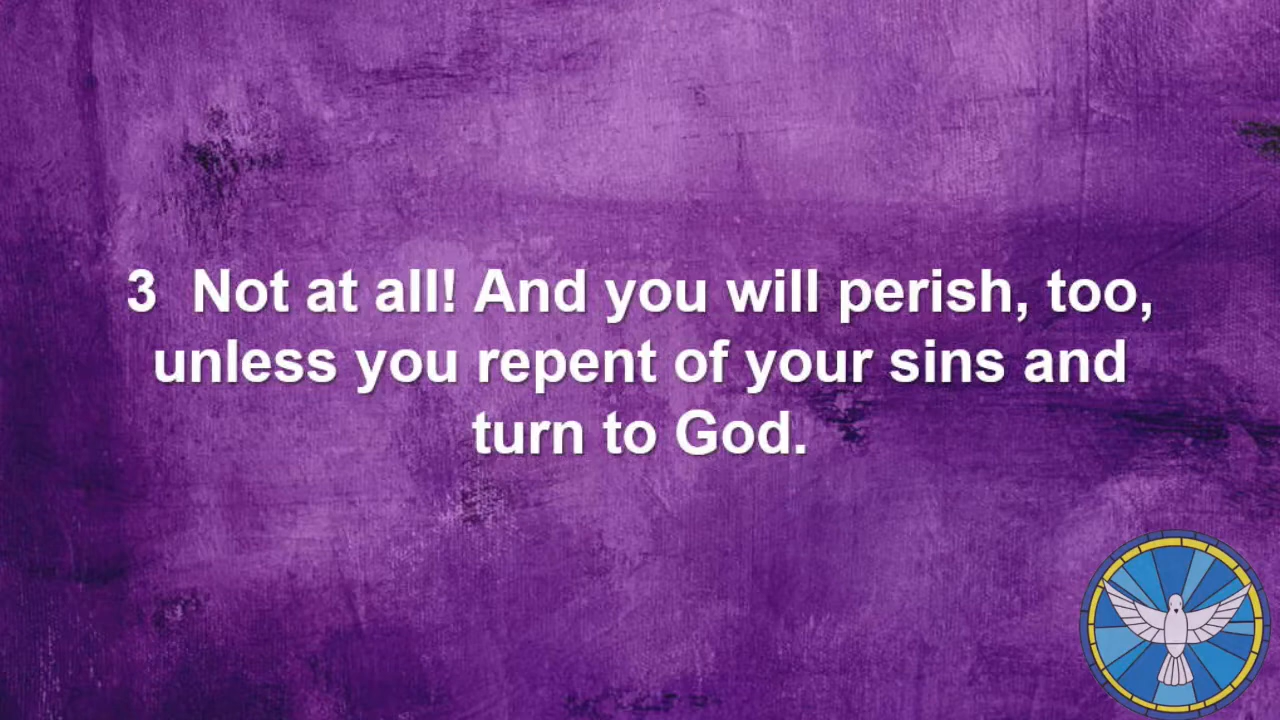 3 Not at all! And you will perish, too,
unless you repent of your sins and
turn to God.